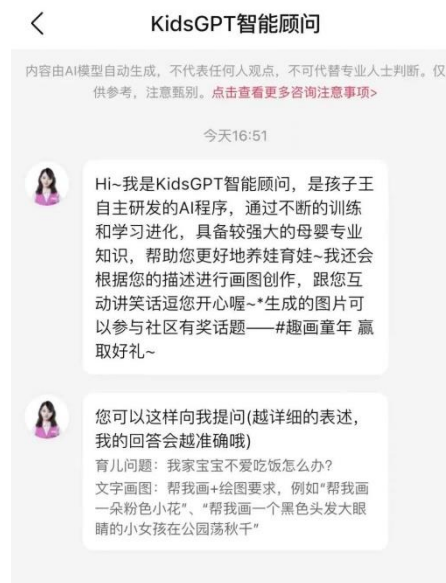 KidsGPT智能顾问
内容由AI模型自动生成，不代表任何人观点，不可代替专业人士判断。仅
供参考，注意甄别。点击查看更多咨询注意事项>
今天16:51
Hi~我是KidsGPT智能顾问，是孩子王
自主研发的AI程序，通过不断的训练
和学习进化，具备较强大的母婴专业
知识，帮助您更好地养娃育娃~我还会
根据您的描述进行画图创作，跟您互
动讲笑话逗您开心喔~*生成的图片可
以参与社区有奖话题——#趣画童年 赢
取好礼~
您可以这样向我提问(越详细的表述，
我的回答会越准确哦)
育儿问题：我家宝宝不爱吃饭怎么办？
文字画图：帮我画+绘图要求，例如“帮我画
一朵粉色小花”、“帮我画一个黑色头发大眼
睛的小女孩在公园荡秋千”